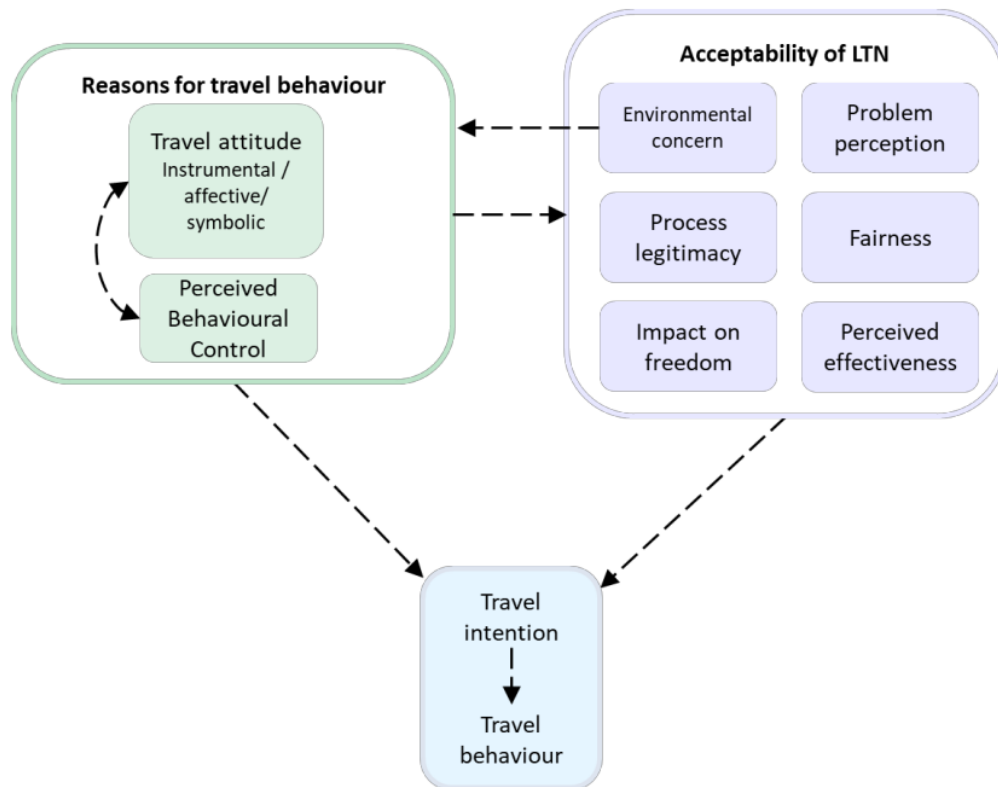 Reasons for travel behaviour
Travel attitude
Instrumental /
affective/
symbolic
Perceived
Behavioural
Control
Acceptability of LTN
Environmental
concern
Problem
perception
Process
legitimacy
Fairness
Impact on
freedom
Perceived
effectiveness
Travel
intention
Travel
behaviour